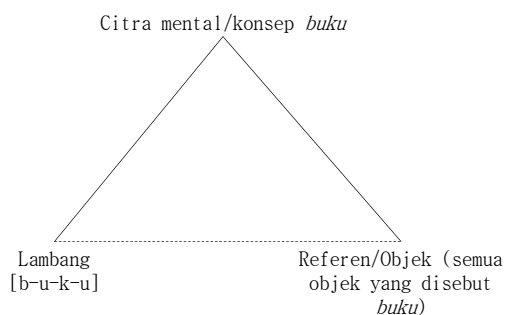 Citra mental/konsep buku
Lambang
[b-u-k-u]
Referen/Objek (semua
objek yang disebut
buku)